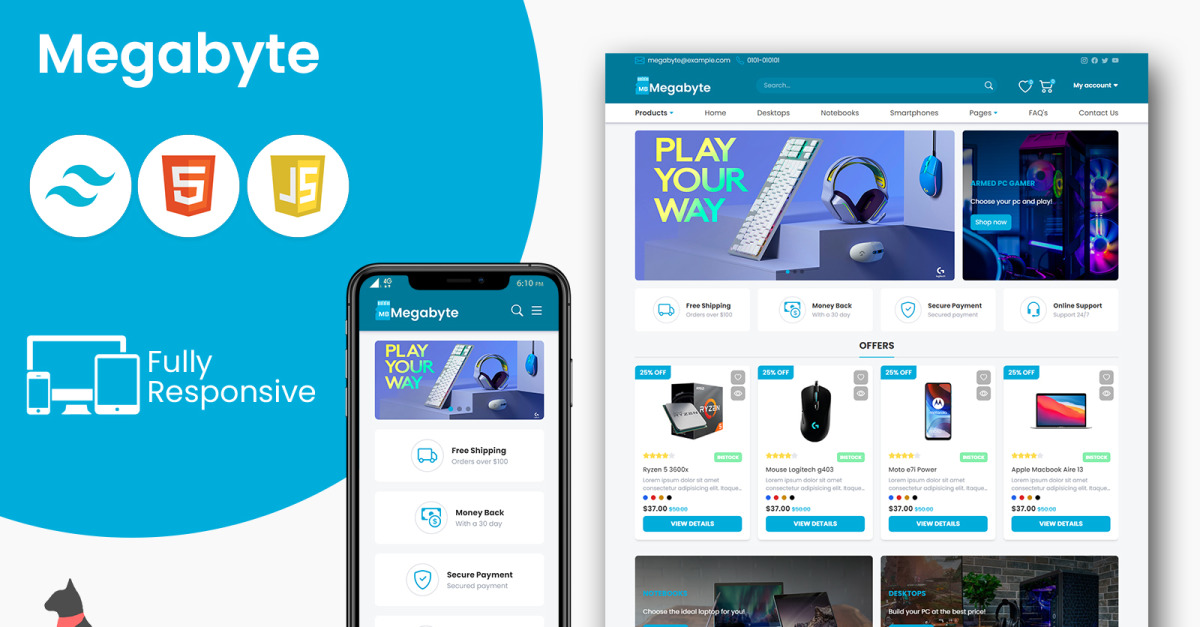 Megabyte
5
JS
Fully
Responsive
4G
6:10 PM
MB Megabyte
PLAY
YOUR
WAY
Free Shipping
Orders over $100
Money Back
With a 30 day
Secure Payment
Secured payment
megabyte@example.com 0101-010101
MB Megabyte
Search...
My account
Products Home Desktops Notebooks Smartphones Pages FAQ's Contact Us
PLAY
YOUR
WAY
ARMED PC GAMER
Choose your pc and play!
Shop now
Free Shipping
Orders over $100
Money Back
With a 30 day
Secure Payment
Secured payment
Online Support
Support 24/7
OFFERS
25% OFF 25% OFF 25% OFF 25% OFF
RYZEN
RYZEN
5
INSTOCK INSTOCK INSTOCK INSTOCK
Ryzen 5 3600x
Lorem ipsum dolor sit amet
consectetur adipisicing elit. Itaque...
$37.00 $50.00
VIEW DETAILS
Mouse Logitech g403
Lorem ipsum dolor sit amet
consectetur adipisicing elit. Itaque...
$37.00 $50.00
VIEW DETAILS
Moto e7i Power
Lorem ipsum dolor sit amet
consectetur adipisicing elit. Itaque...
$37.00 $50.00
VIEW DETAILS
Apple Macbook Aire 13
Lorem ipsum dolor sit amet
consectetur adipisicing elit. Itaque...
$37.00 $50.00
VIEW DETAILS
Choose the ideal laptop for you!
DESKTOPS
Build your PC at the best price!